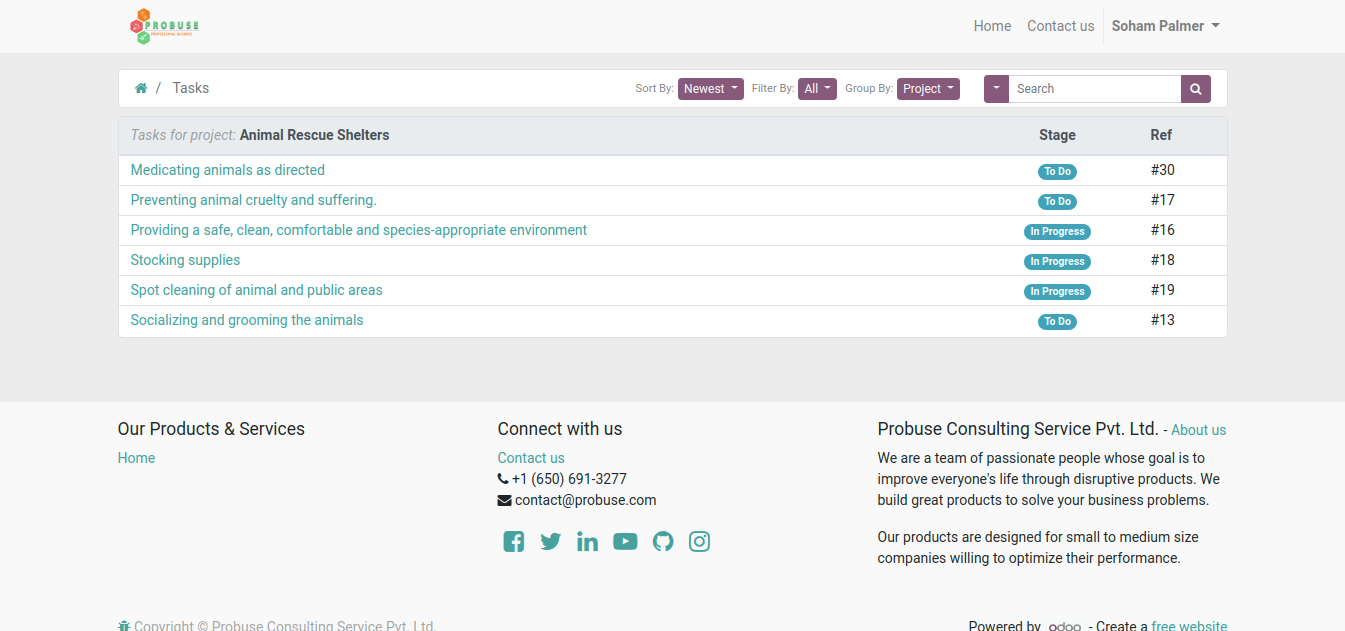 PROBUSE
Home Contact us Soham Palmer
/ Tasks Sort By: Newest Filter By: All Group By: Project Search
Tasks for project: Animal Rescue Shelters Stage Ref
Medicating animals as directed To Do #30
Preventing animal cruelty and suffering. To Do #17
Providing a safe, clean, comfortable and species-appropriate environment In Progress #16
Stocking supplies In Progress #18
Spot cleaning of animal and public areas In Progress #19
Socializing and grooming the animals To Do #13
Our Products & Services
Home
Connect with us
Contact us
+1 (650) 691-3277
contact@probuse.com
Probuse Consulting Service Pvt. Ltd. - About us
We are a team of passionate people whose goal is to
improve everyone's life through disruptive products. We
build great products to solve your business problems.
Our products are designed for small to medium size
companies willing to optimize their performance.
Copyright © Probuse Consulting Service Pvt. Ltd.
Powered by odoo - Create a free website